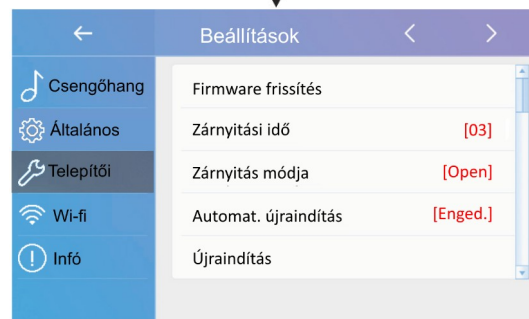 Beállítások
Csengőhang
Általános
Telepítői
Wi-fi
Infó
Firmware frissítés
Zárnyitási idő [03]
Zárnyitás módja [Open]
Automat. újraindítás [Enged.]
Újraindítás